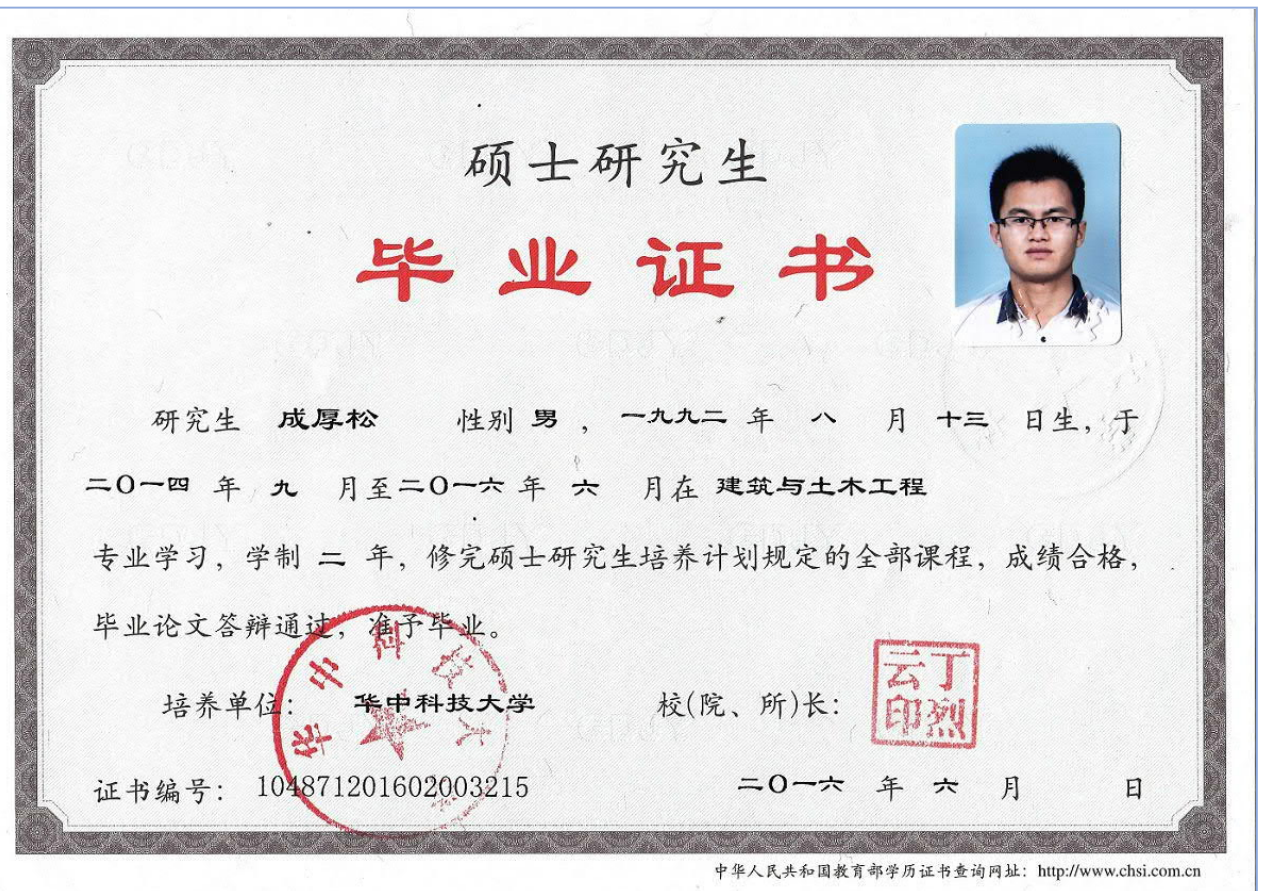 硕士研究生
毕业证书
研究生 成厚松 性别 男 ， 一九九二 年 八 月 十三 日生，于
二〇一四 年 九 月至 二〇一六 年 六 月在 建筑与土木工程
专业学习，学制 二 年，修完硕士研究生培养计划规定的全部课程，成绩合格，
毕业论文答辩通过，准予毕业。
华中科技大
培养单位： 华中科技大学 校(院、所)长：
丁烈云印
证书编号： 104871201602003215 二〇一六 年 六 月 日
中华人民共和国教育部学历证书查询网址：http://www.chsi.com.cn